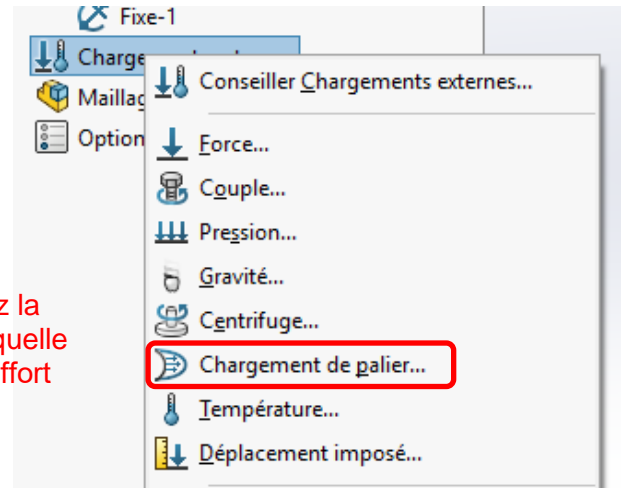 Fixe-1
Charge
Conseiller Chargements externes...
Maillag
Option
Force...
Couple...
Pression...
Gravité...
Centrifuge...
z la
quelle
ffort
Chargement de palier...
Température...
Déplacement imposé...